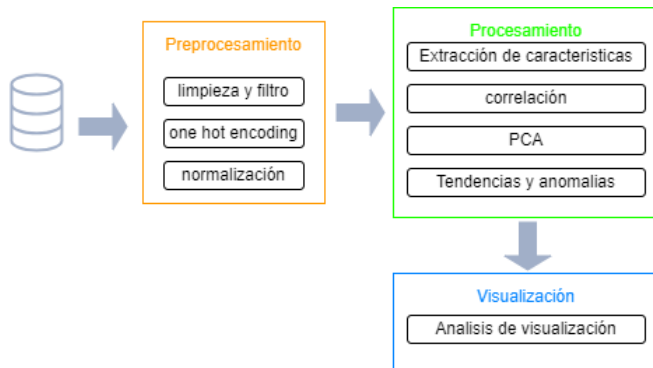 Preprocesamiento
limpieza y filtro
one hot encoding
normalización
Procesamiento
Extracción de caracteristicas
correlación
PCA
Tendencias y anomalias
Visualización
Analisis de visualización